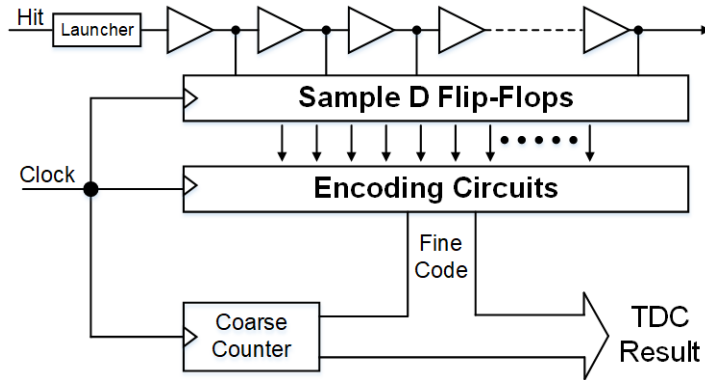 Hit
Launcher
Sample D Flip-Flops
Clock
Encoding Circuits
Fine
Code
Coarse
Counter
TDC
Result